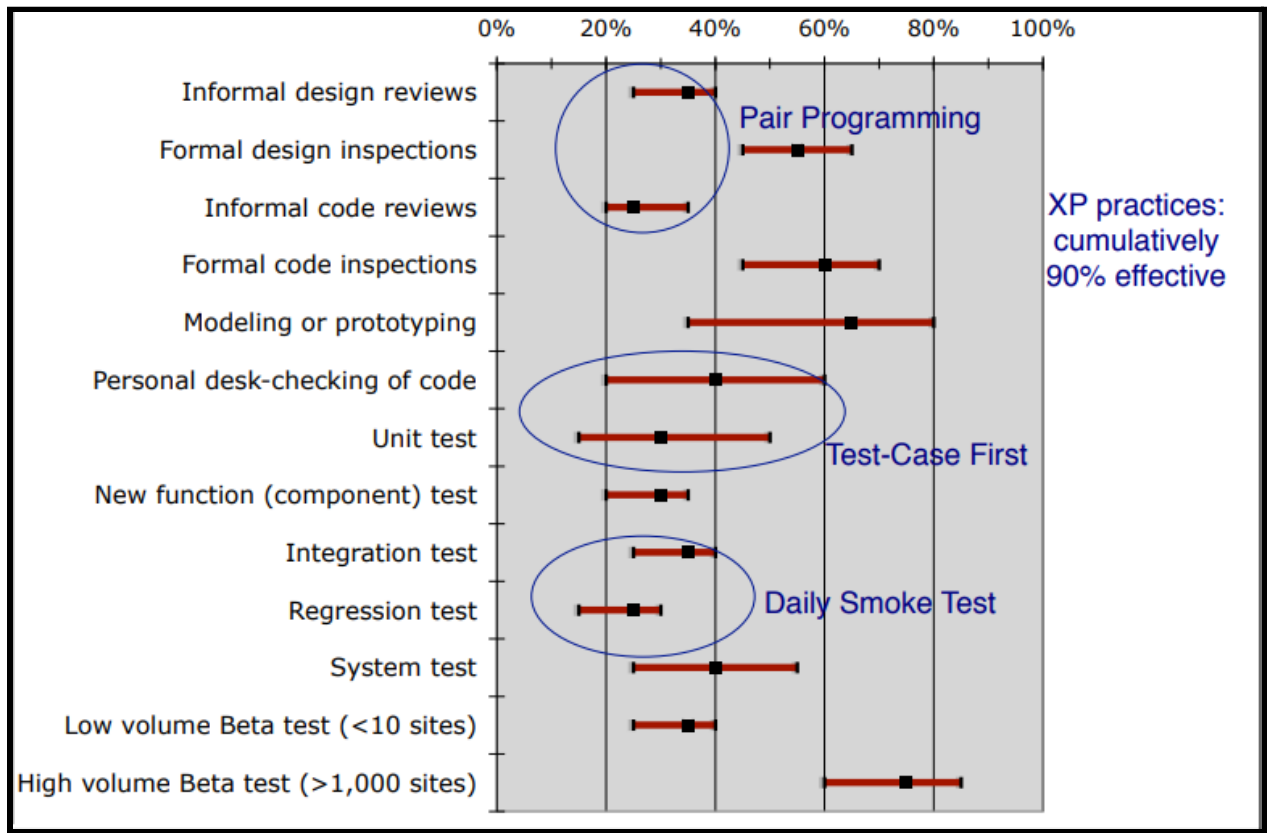 0% 20% 40% 60% 80% 100%
Informal design reviews
Pair Programming
Formal design inspections
Informal code reviews
XP practices:
cumulatively
90% effective
Formal code inspections
Modeling or prototyping
Personal desk-checking of code
Unit test
Test-Case First
New function (component) test
Integration test
Regression test
Daily Smoke Test
System test
Low volume Beta test (<10 sites)
High volume Beta test (>1,000 sites)